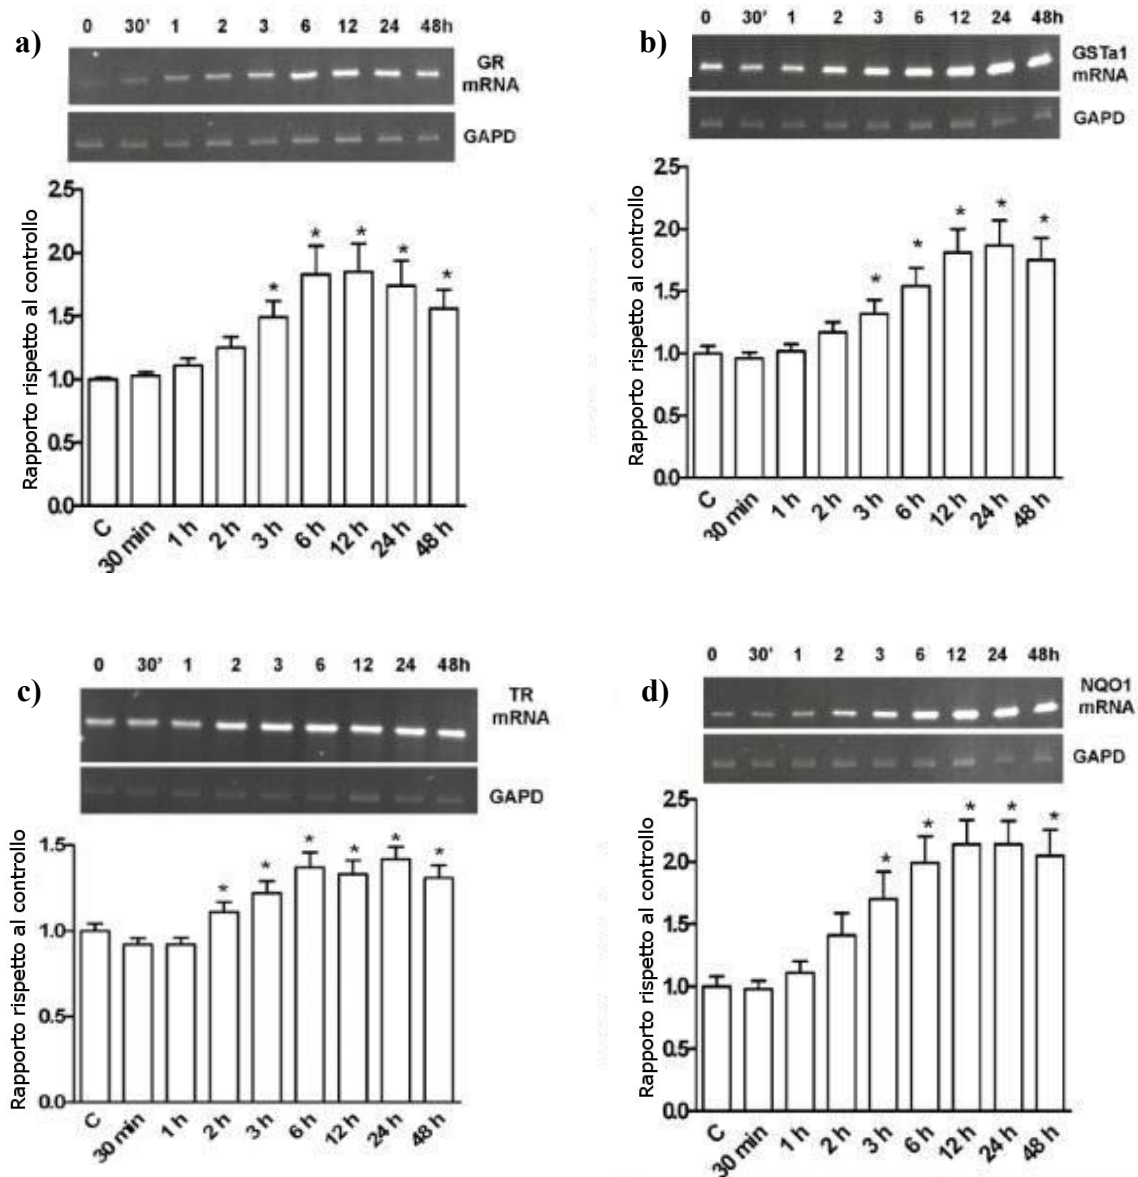 a)
0 30' 1 2 3 6 12 24 48h
GR
mRNA
GAPD
Rapporto rispetto al controllo
2.5
2.0
1.5
1.0
0.5
0.0
* * * * *
C 30 min 1 h 2 h 3 h 6 h 12 h 24 h 48 h
b)
0 30' 1 2 3 6 12 24 48h
GSTa1
mRNA
GAPD
Rapporto rispetto al controllo
2.5
2.0
1.5
1.0
0.5
0.0
* * * * *
C 30 min 1 h 2 h 3 h 6 h 12 h 24 h 48 h
c)
0 30' 1 2 3 6 12 24 48h
TR
mRNA
GAPD
Rapporto rispetto al controllo
1.5
1.0
0.5
0.0
* * * * * *
C 30 min 1 h 2 h 3 h 6 h 12 h 24 h 48 h
d)
0 30' 1 2 3 6 12 24 48h
NQO1
mRNA
GAPD
Rapporto rispetto al controllo
2.5
2.0
1.5
1.0
0.5
0.0
* * * * *
C 30 min 1 h 2 h 3 h 6 h 12 h 24 h 48 h